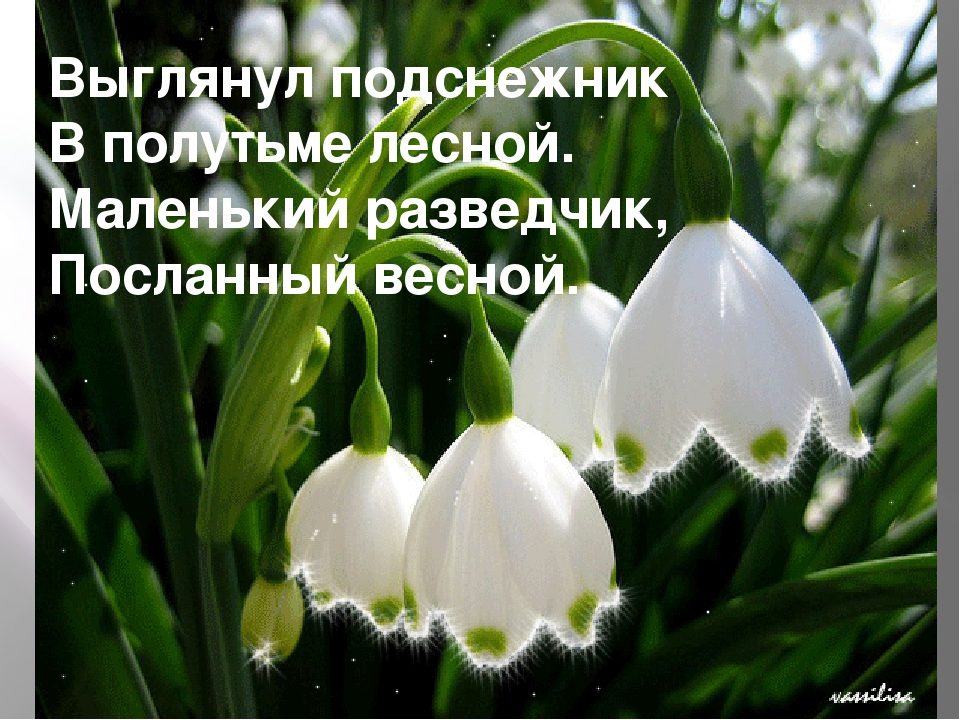 Выглянул подснежник
В полутьме лесной.
Маленький разведчик,
Посланный весной.
vassilisa